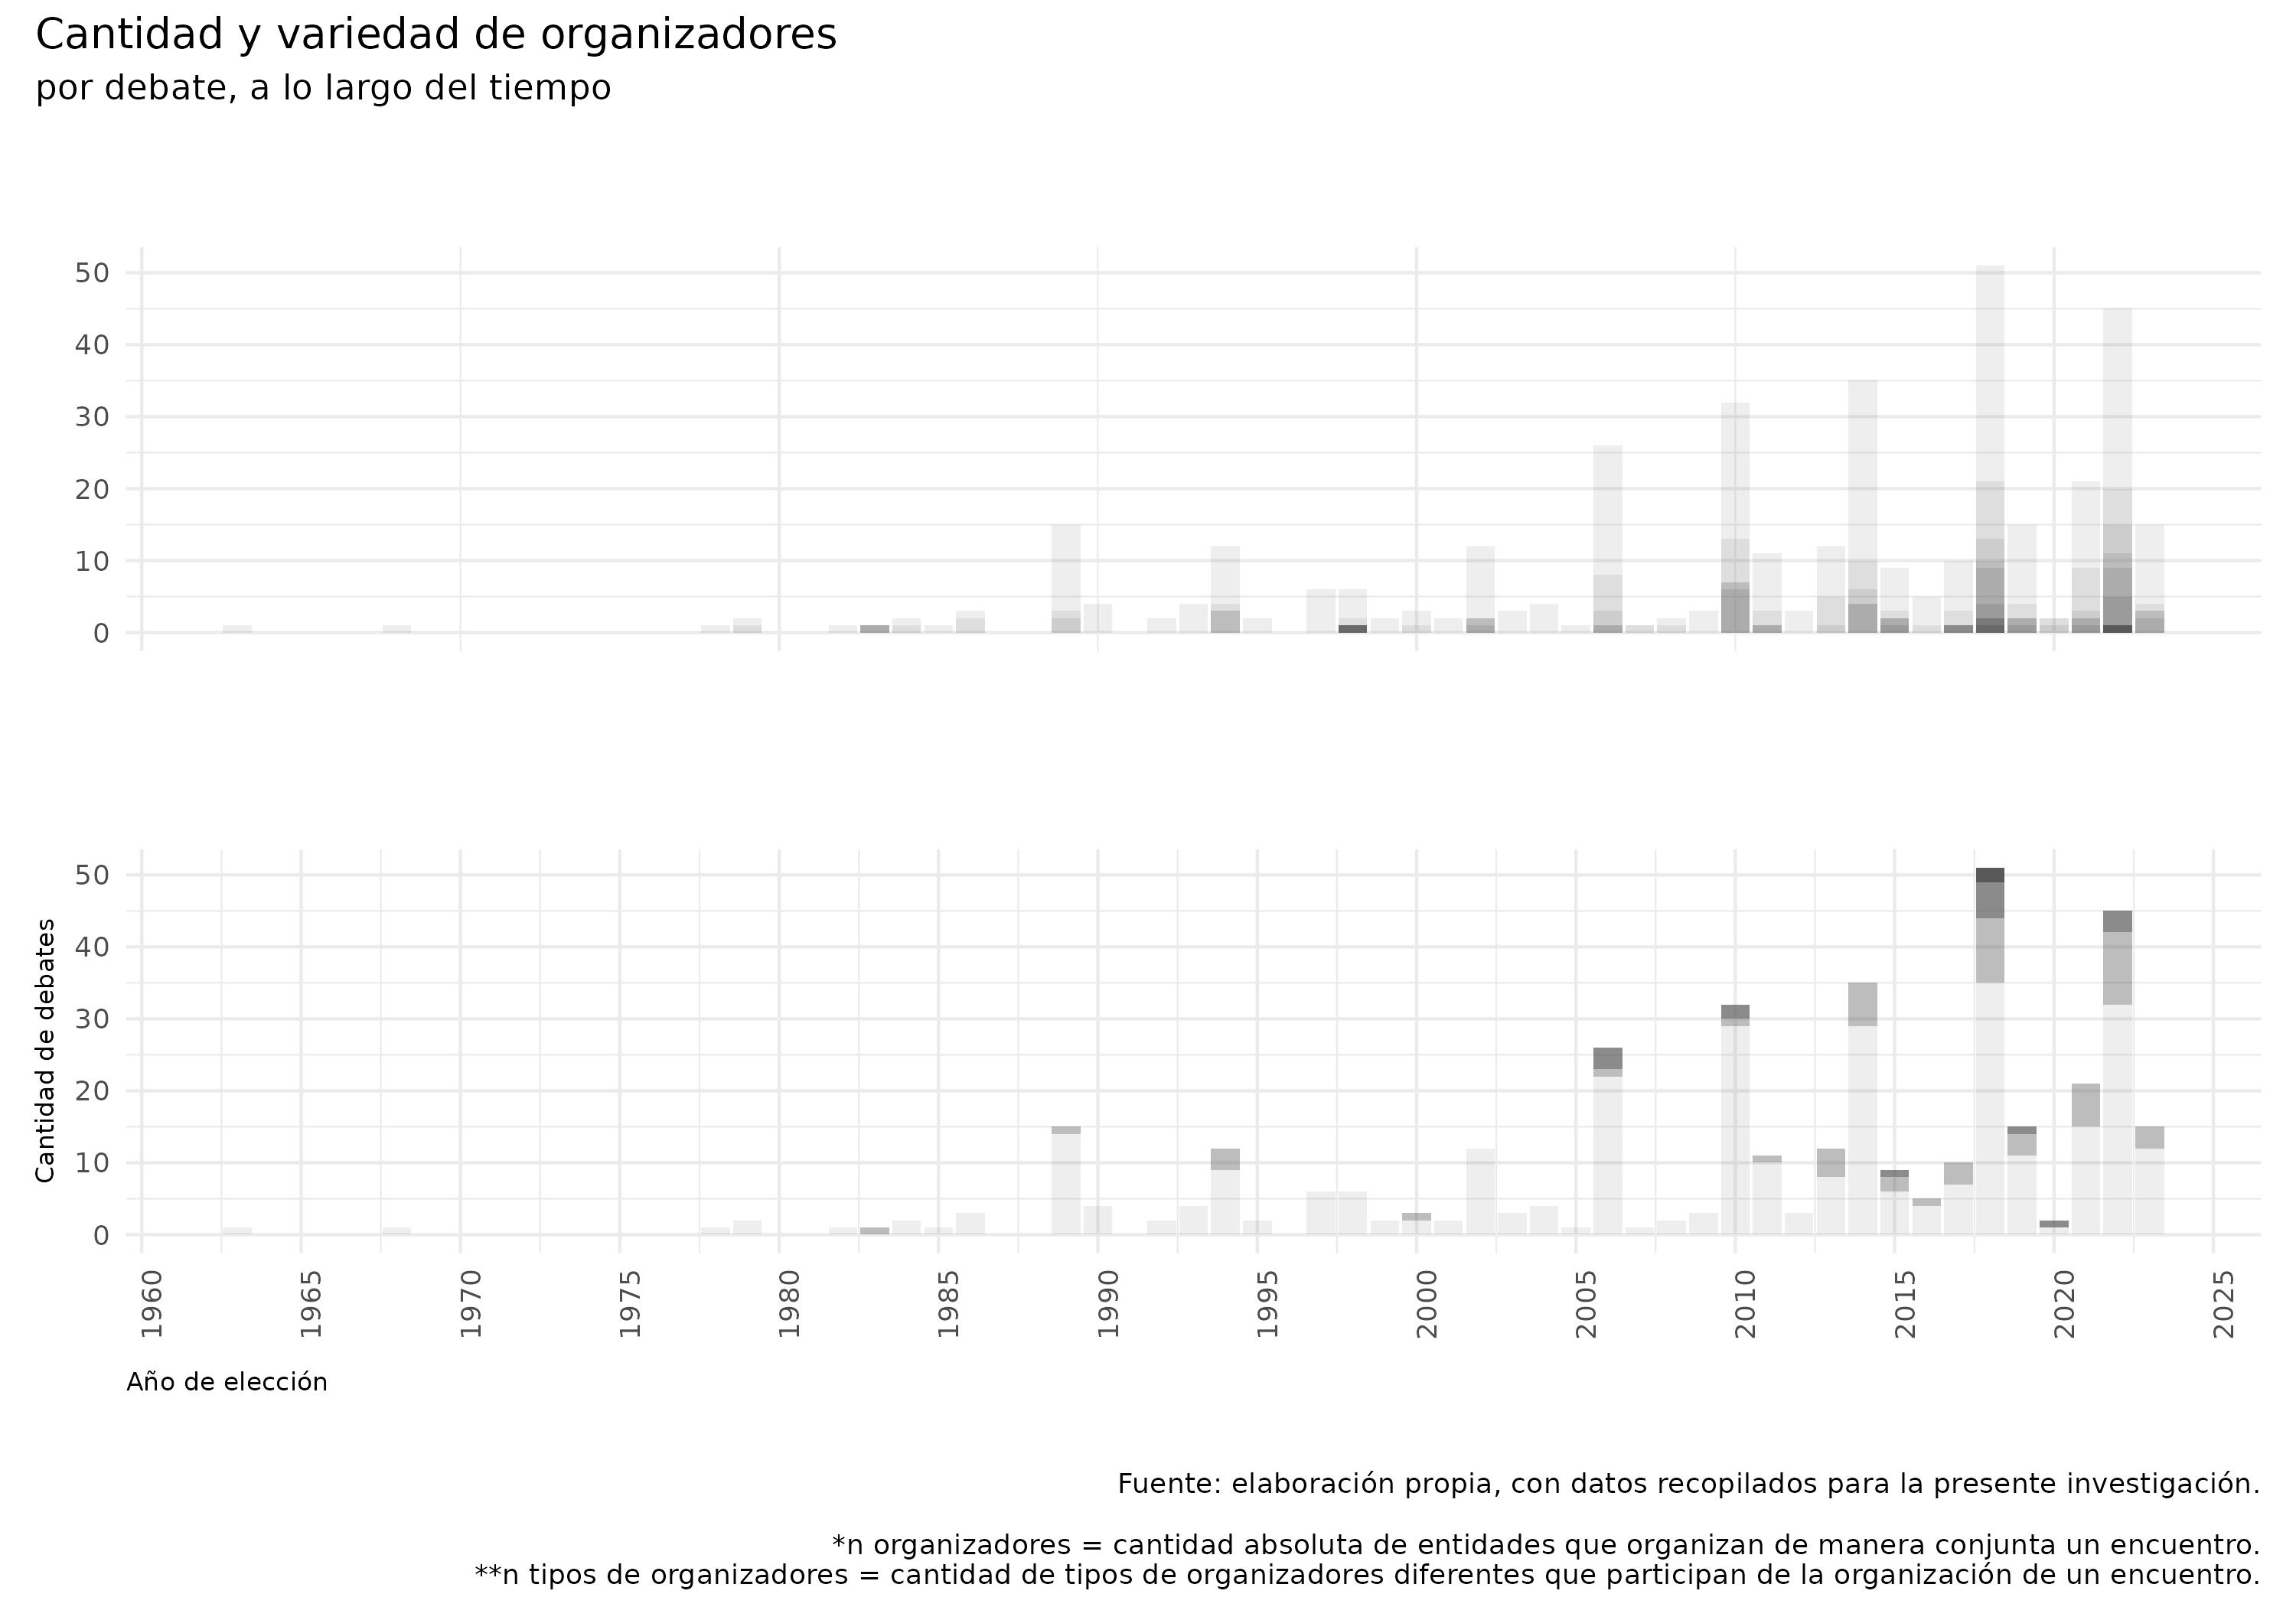 Cantidad y variedad de organizadores
por debate, a lo largo del tiempo
50
40
30
20
10
0
Cantidad de debates
50
40
30
20
10
0
1960 1965 1970 1975 1980 1985 1990 1995 2000 2005 2010 2015 2020 2025
Año de elección
Fuente: elaboración propia, con datos recopilados para la presente investigación.
*n organizadores = cantidad absoluta de entidades que organizan de manera conjunta un encuentro.
**n tipos de organizadores = cantidad de tipos de organizadores diferentes que participan de la organización de un encuentro.